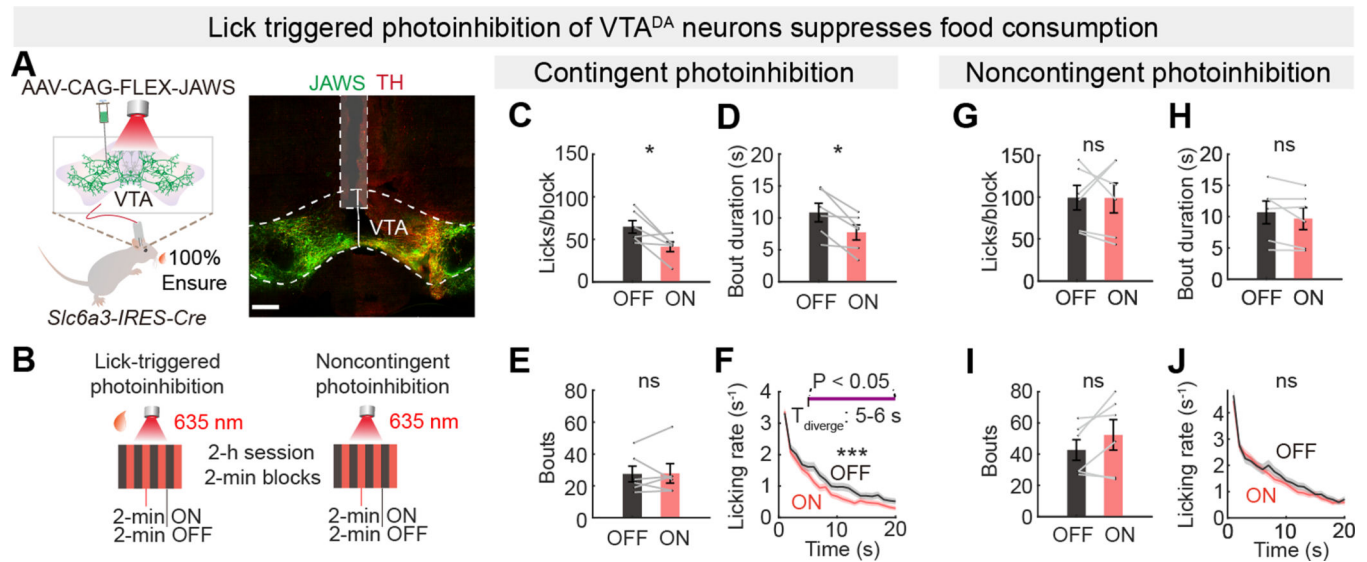 Lick triggered photoinhibition of VTA^DA neurons suppresses food consumption
A
AAV-CAG-FLEX-JAWS
VTA
100%
Ensure
Slc6a3-IRES-Cre
JAWS TH
VTA
B
Lick-triggered
photoinhibition
635 nm
2-min ON
2-min OFF
2-h session
2-min blocks
Noncontingent
photoinhibition
635 nm
2-min ON
2-min OFF
Contingent photoinhibition
C
*
Licks/block
150
100
50
0
OFF ON
D
*
Bout duration (s)
20
15
10
5
0
OFF ON
E
ns
Bouts
80
60
40
20
0
OFF ON
F
P < 0.05
T_diverge: 5-6 s
***
OFF
ON
Licking rate (s⁻¹)
4
3
2
1
0
0 10 20
Time (s)
Noncontingent photoinhibition
G
ns
Licks/block
150
100
50
0
OFF ON
H
ns
Bout duration (s)
20
15
10
5
0
OFF ON
I
ns
Bouts
80
60
40
20
0
OFF ON
J
ns
OFF
ON
Licking rate (s⁻¹)
4
3
2
1
0
0 10 20
Time (s)